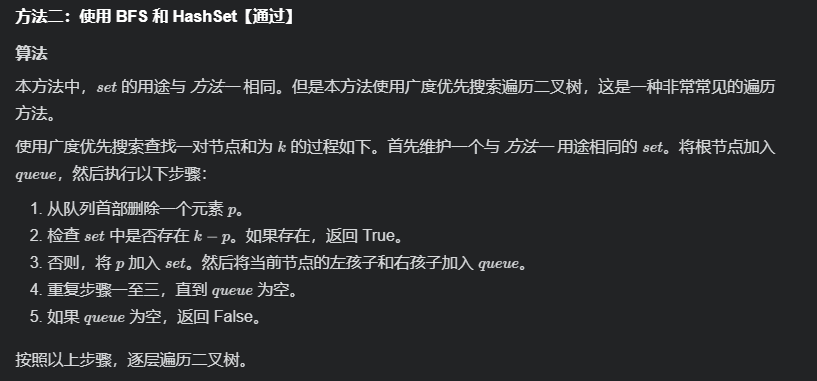 方法二：使用 BFS 和 HashSet【通过】
算法
本方法中，set 的用途与 方法一 相同。但是本方法使用广度优先搜索遍历二叉树，这是一种非常常见的遍历
方法。
使用广度优先搜索查找一对节点和为 k 的过程如下。首先维护一个与 方法一 用途相同的 set。将根节点加入
queue，然后执行以下步骤：
1. 从队列首部删除一个元素 p。
2. 检查 set 中是否存在 k − p。如果存在，返回 True。
3. 否则，将 p 加入 set。然后将当前节点的左孩子和右孩子加入 queue。
4. 重复步骤一至三，直到 queue 为空。
5. 如果 queue 为空，返回 False。
按照以上步骤，逐层遍历二叉树。